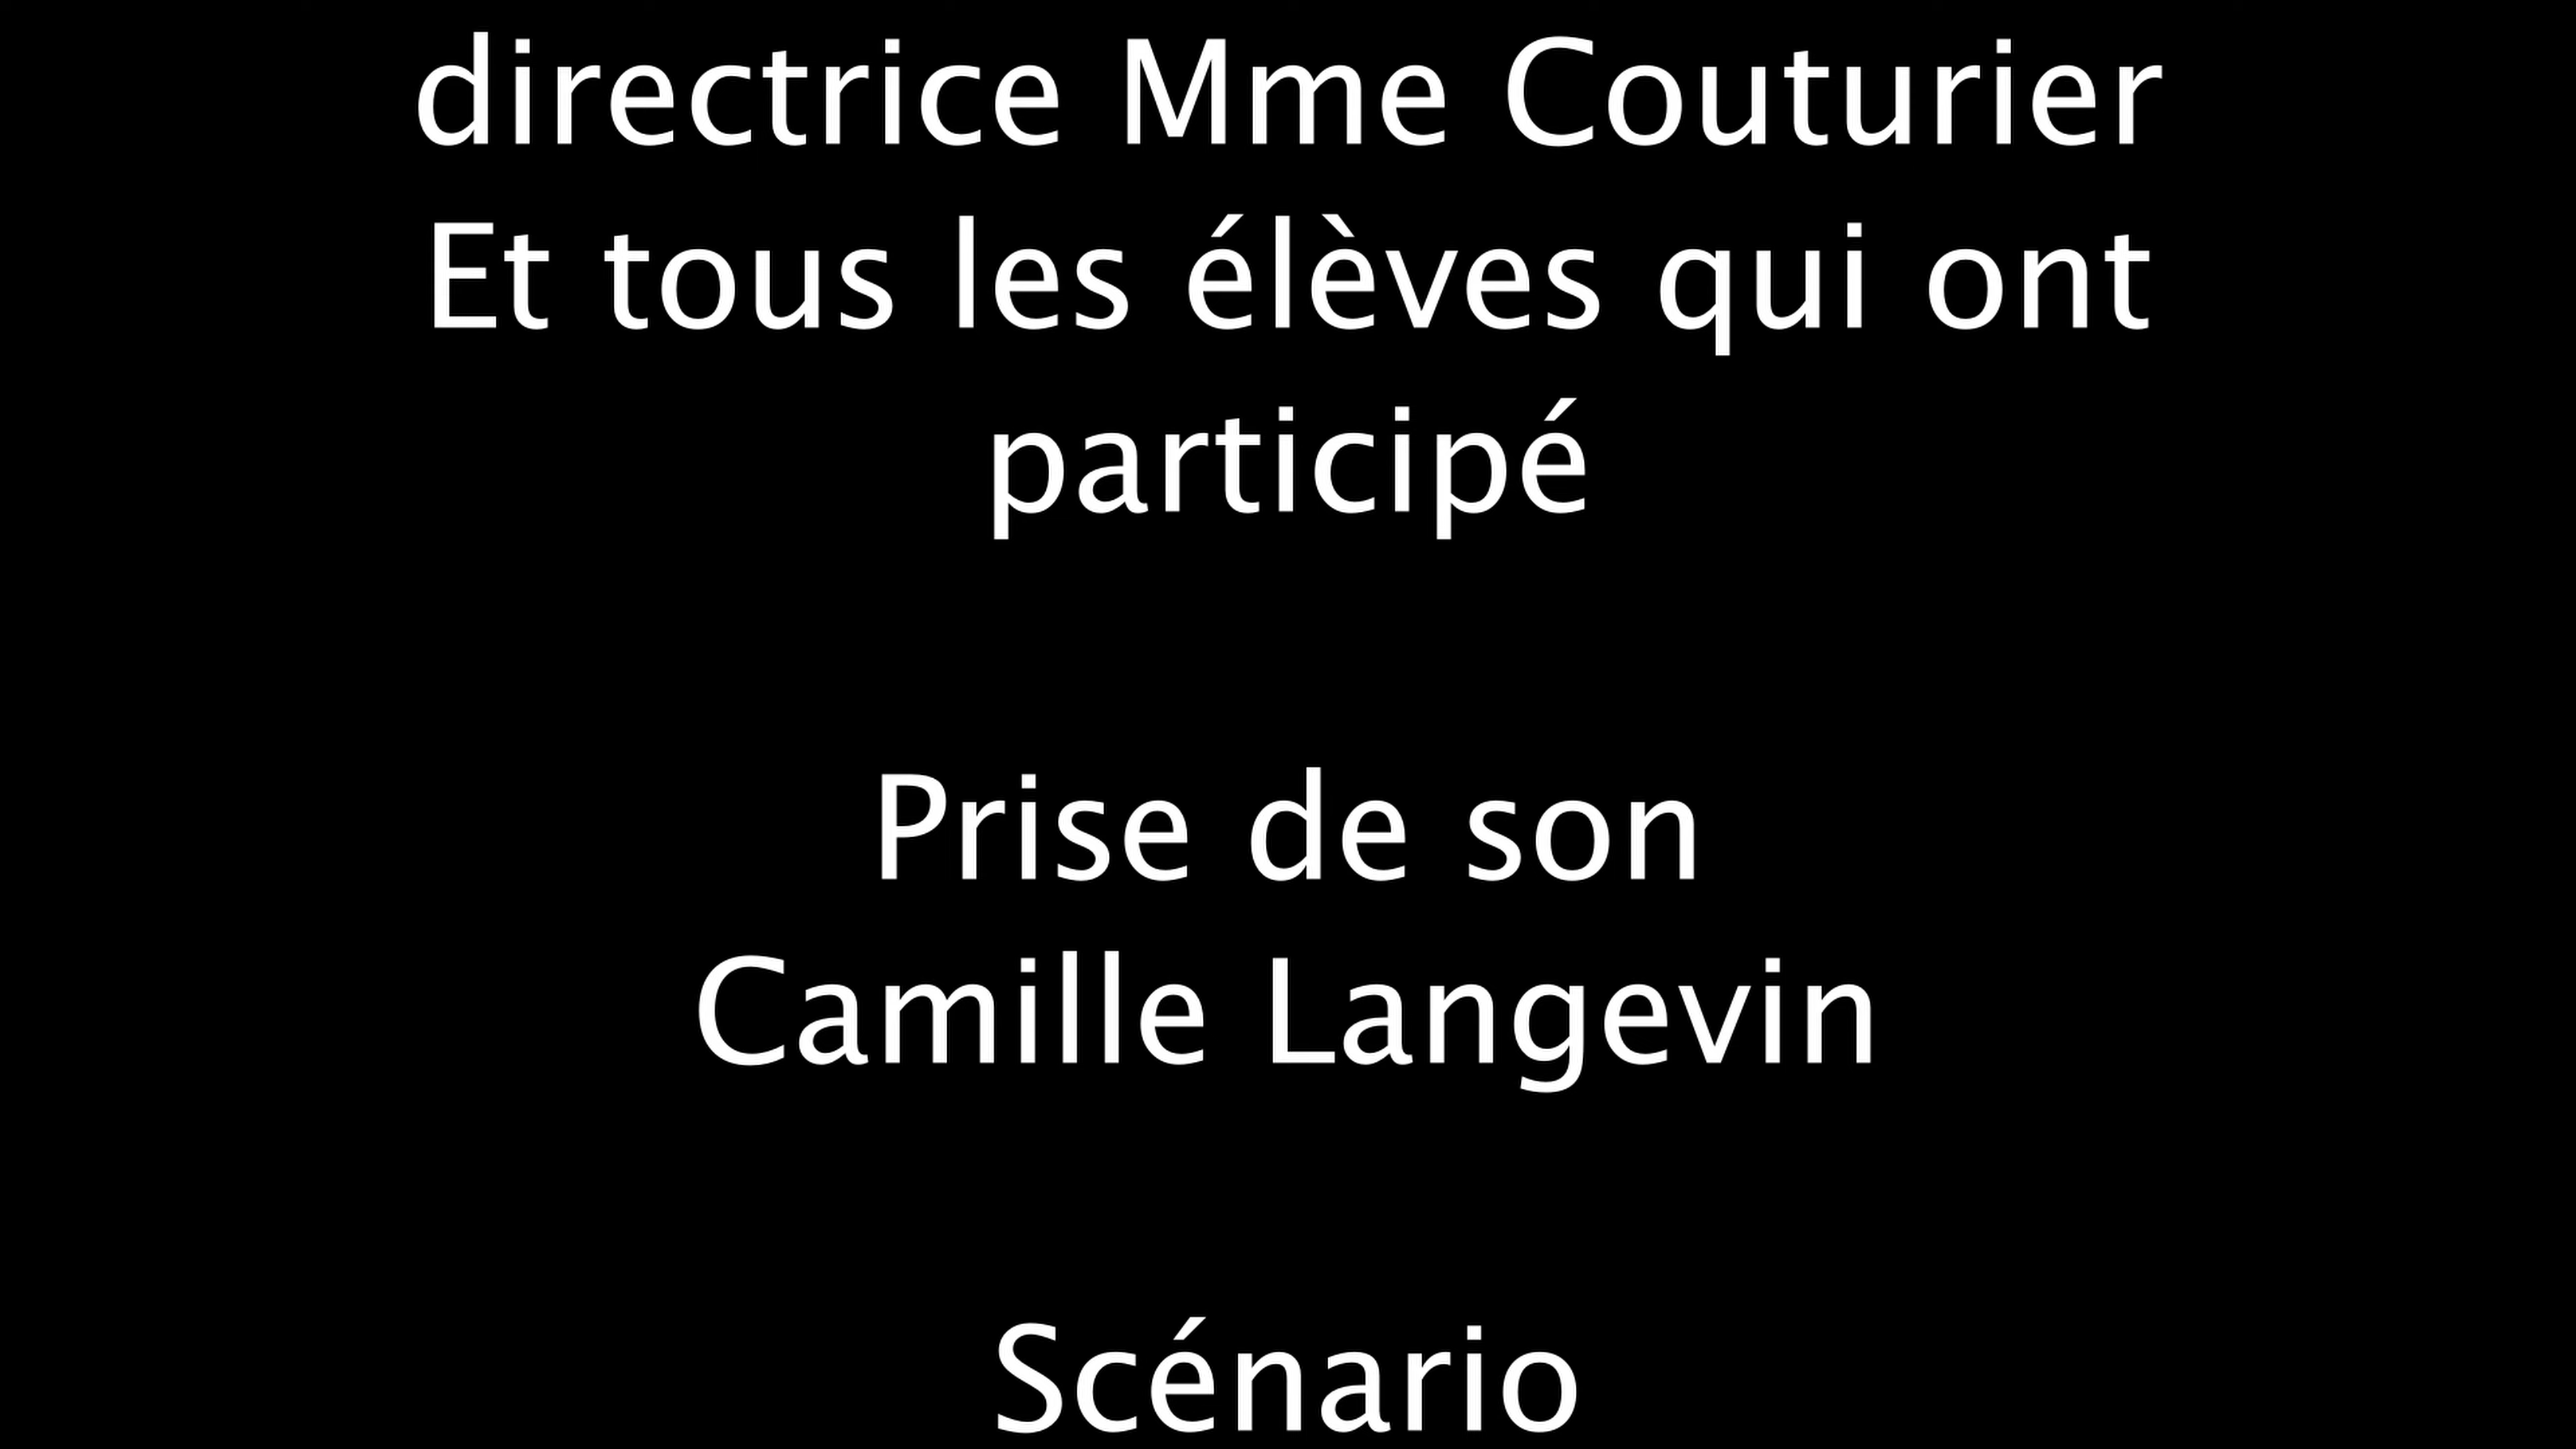 directrice Mme Couturier
Et tous les élèves qui ont
participé
Prise de son
Camille Langevin
Scénario